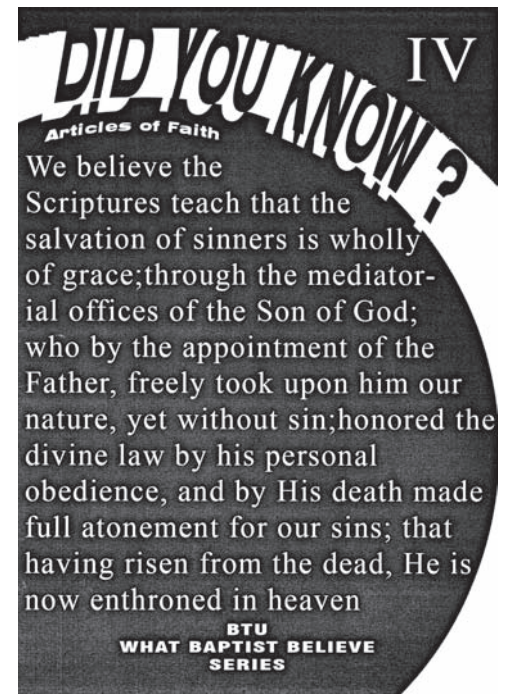 IV
DID YOU KNOW ?
Articles of Faith
We believe the
Scriptures teach that the
salvation of sinners is wholly
of grace;through the mediator-
ial offices of the Son of God;
who by the appointment of the
Father, freely took upon him our
nature, yet without sin;honored the
divine law by his personal
obedience, and by His death made
full atonement for our sins; that
having risen from the dead, He is
now enthroned in heaven
BTU
WHAT BAPTIST BELIEVE
SERIES